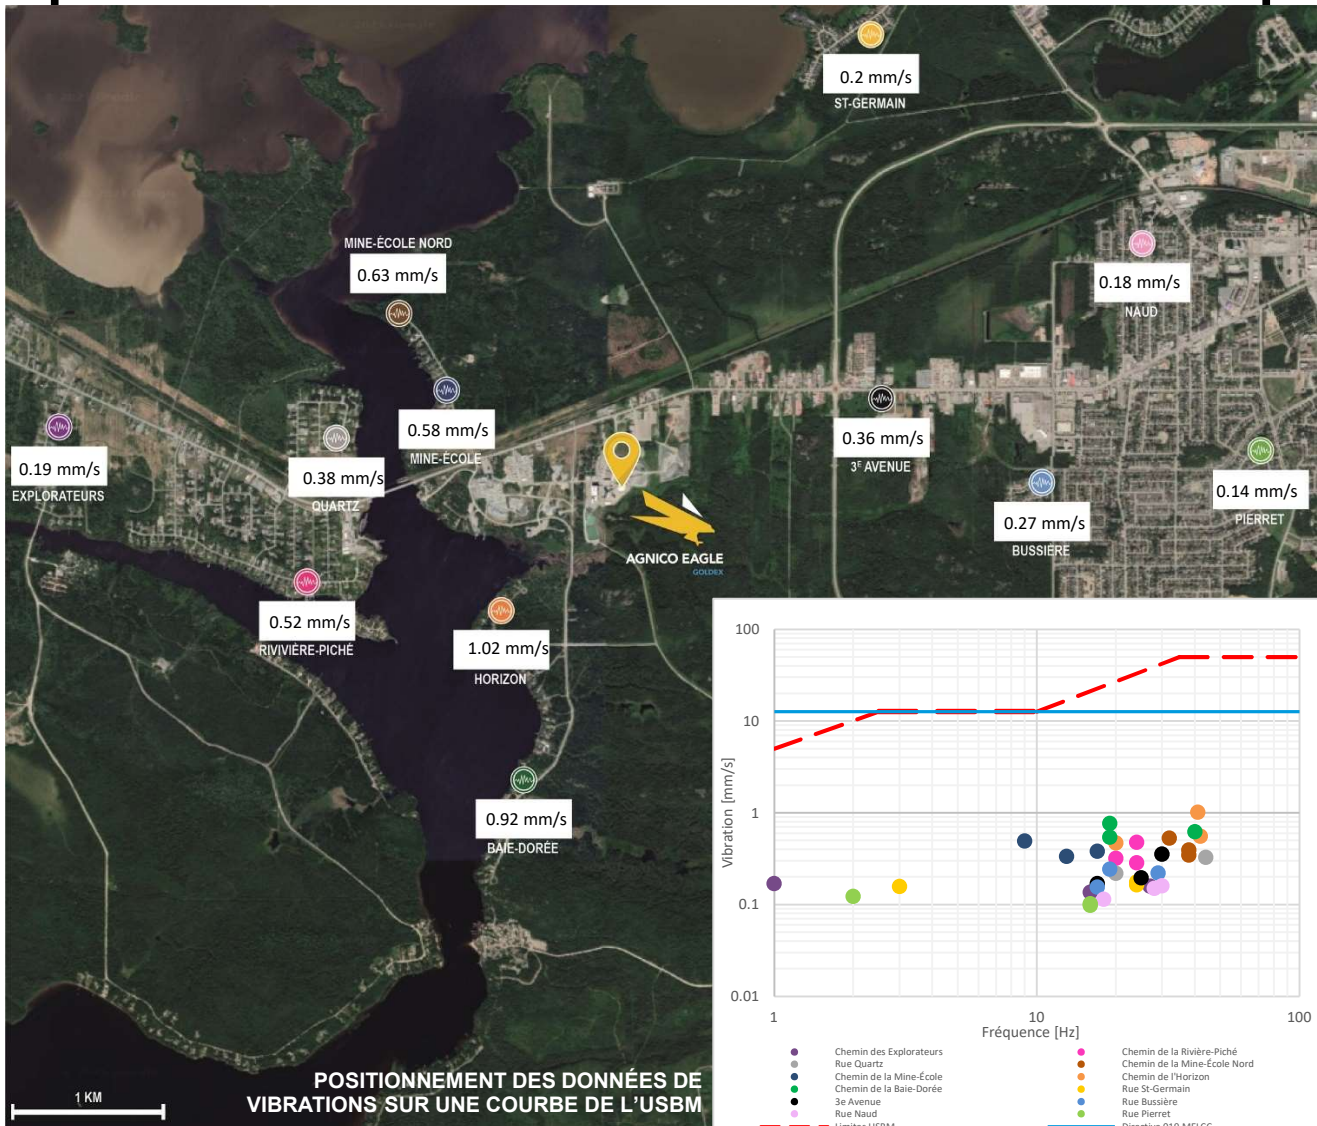 0.2 mm/s
ST-GERMAIN
MINE-ÉCOLE NORD
0.63 mm/s
0.18 mm/s
NAUD
0.19 mm/s
EXPLORATEURS
0.38 mm/s
QUARTZ
0.58 mm/s
MINE-ÉCOLE
0.36 mm/s
3E AVENUE
0.27 mm/s
BUSSIÈRE
0.14 mm/s
PIERRET
AGNICO EAGLE
GOLDEX
0.52 mm/s
RIVIVIÈRE-PICHÉ
1.02 mm/s
HORIZON
0.92 mm/s
BAIE-DORÉE
1 KM
POSITIONNEMENT DES DONNÉES DE
VIBRATIONS SUR UNE COURBE DE L'USBM
100
10
1
0.1
0.01
Vibration [mm/s]
1
10
100
Fréquence [Hz]
Chemin des Explorateurs
Chemin de la Rivière-Piché
Rue Quartz
Chemin de la Mine-École Nord
Chemin de la Mine-École
Chemin de l'Horizon
Chemin de la Baie-Dorée
Rue St-Germain
3e Avenue
Rue Bussière
Rue Naud
Rue Pierret
Limites USBM
Directive 019 MELCC